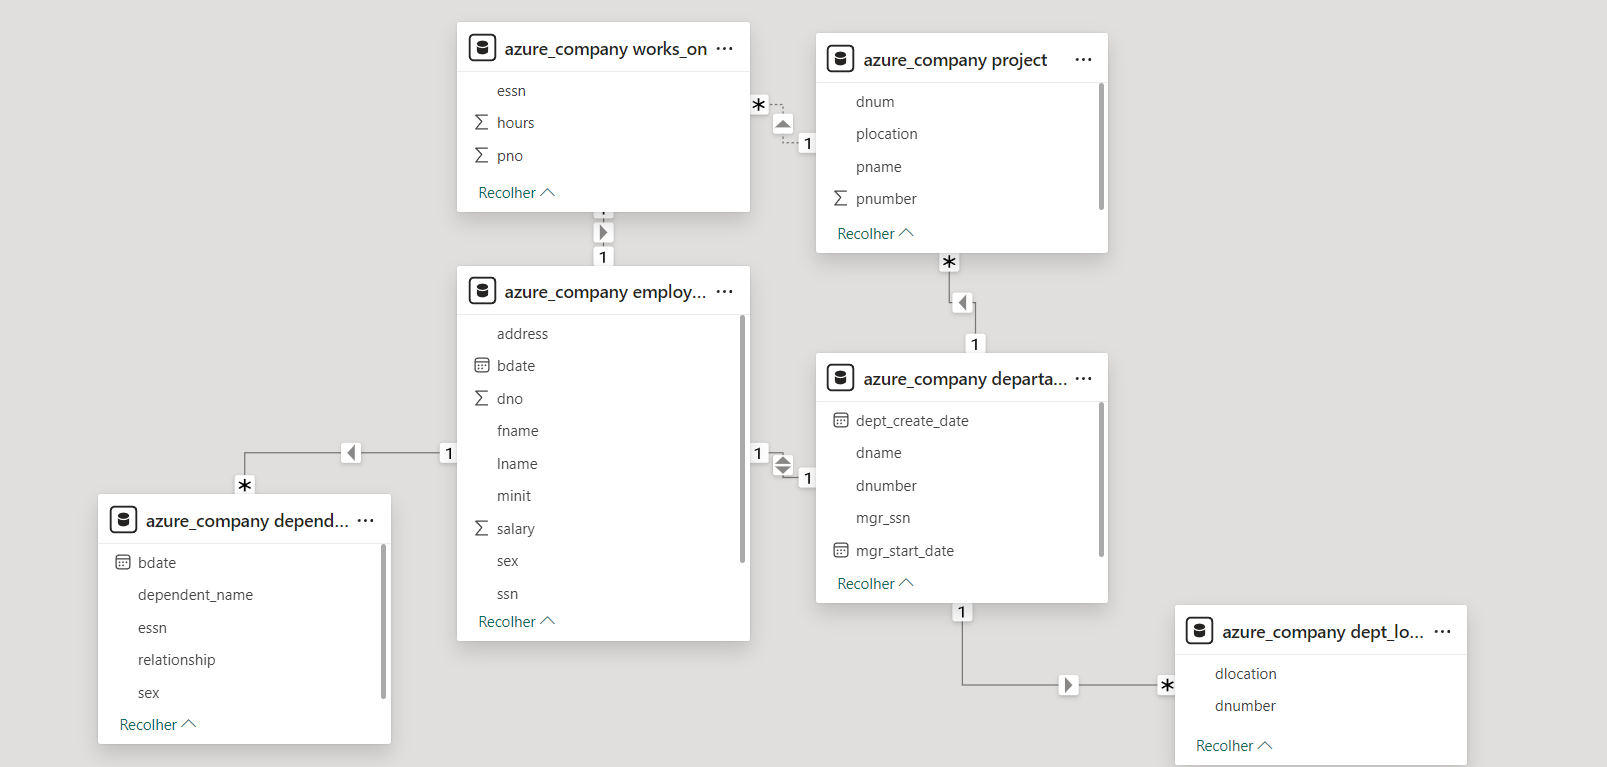 azure_company works_on ...
essn
∑ hours
∑ pno
Recolher
azure_company project ...
dnum
plocation
pname
∑ pnumber
Recolher
*
1
1
*
1
azure_company employ... ...
address
bdate
∑ dno
fname
lname
minit
∑ salary
sex
ssn
Recolher
1
1
1
*
azure_company departa... ...
dept_create_date
dname
dnumber
mgr_ssn
mgr_start_date
Recolher
azure_company depend... ...
bdate
dependent_name
essn
relationship
sex
Recolher
1
*
azure_company dept_lo... ...
dlocation
dnumber
Recolher